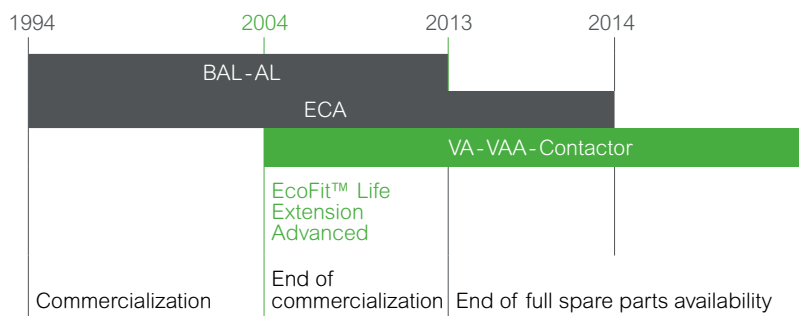 1994 2004 2013 2014
BAL-AL
ECA
VA-VAA-Contactor
EcoFit™ Life
Extension
Advanced
Commercialization
End of
commercialization
End of full spare parts availability